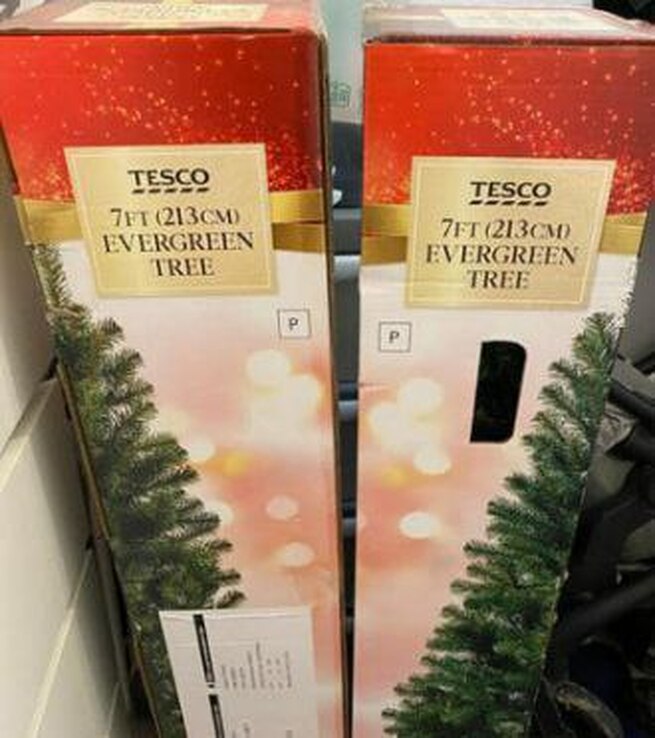 TESCO
7FT (213CM)
EVERGREEN
TREE
P
TESCO
7FT (213CM)
EVERGREEN
TREE
P